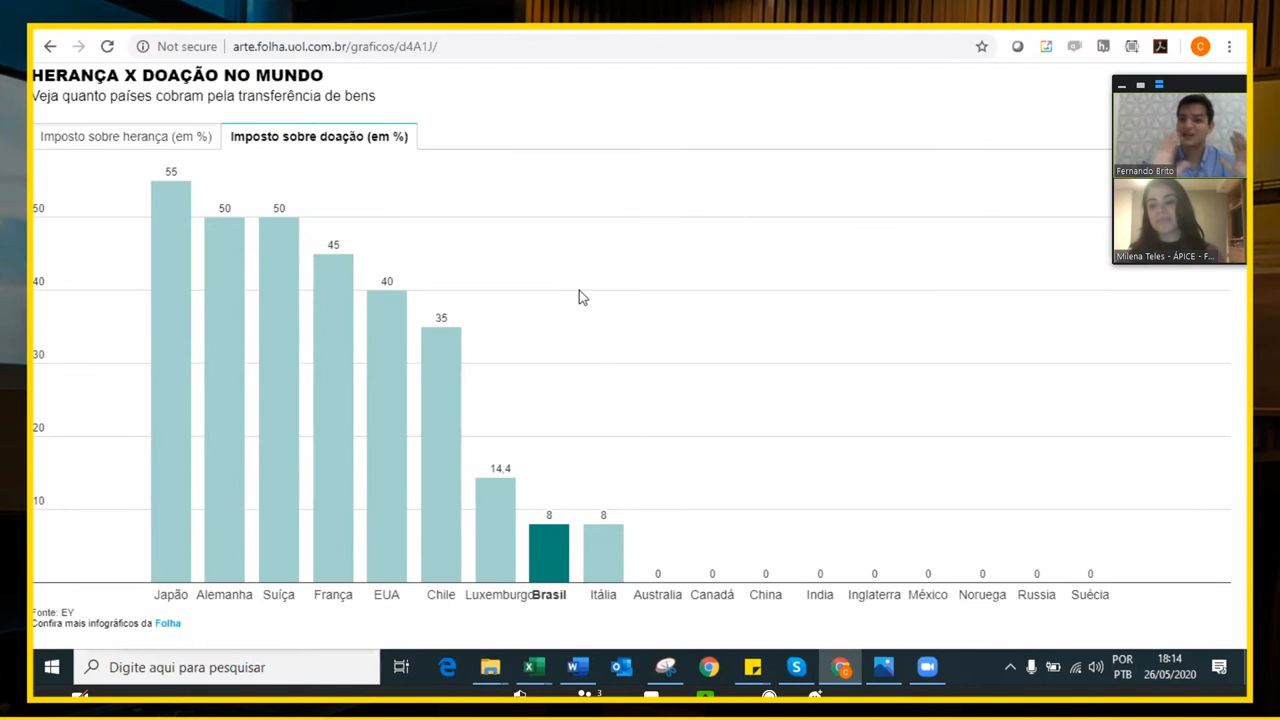 Not secure
arte.folha.uol.com.br/graficos/d4A1J/
C
HERANÇA X DOAÇÃO NO MUNDO
Veja quanto países cobram pela transferência de bens
Imposto sobre herança (em %)
Imposto sobre doação (em %)
Fernando Brito
Milena Teles - ÁPICE - F...
50
40
30
20
10
55
50
50
45
40
35
14,4
8
8
0
0
0
0
0
0
0
0
0
Japão Alemanha Suíça França EUA Chile Luxemburgo Brasil Itália Australia Canadá China India Inglaterra México Noruega Russia Suécia
Fonte: EY
Confira mais infográficos da Folha
Digite aqui para pesquisar
POR
PTB
18:14
26/05/2020
3